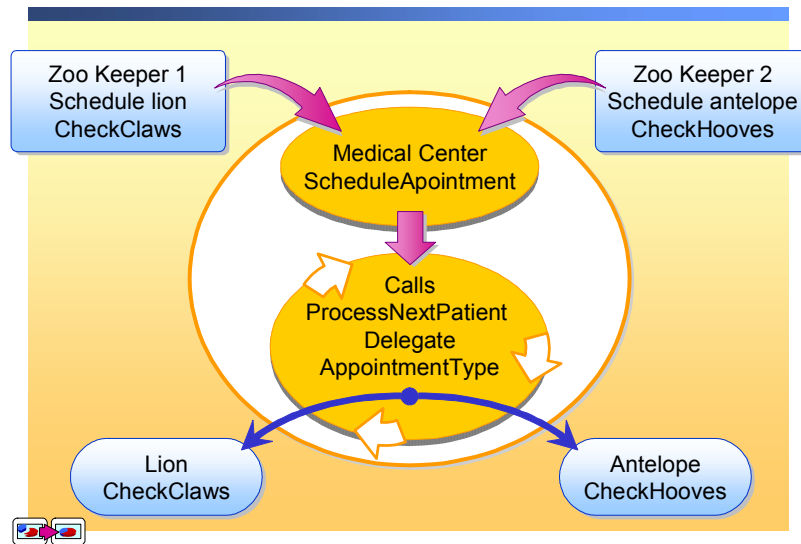 Zoo Keeper 1
Schedule lion
CheckClaws
Zoo Keeper 2
Schedule antelope
CheckHooves
Medical Center
ScheduleApointment
Calls
ProcessNextPatient
Delegate
AppointmentType
Lion
CheckClaws
Antelope
CheckHooves